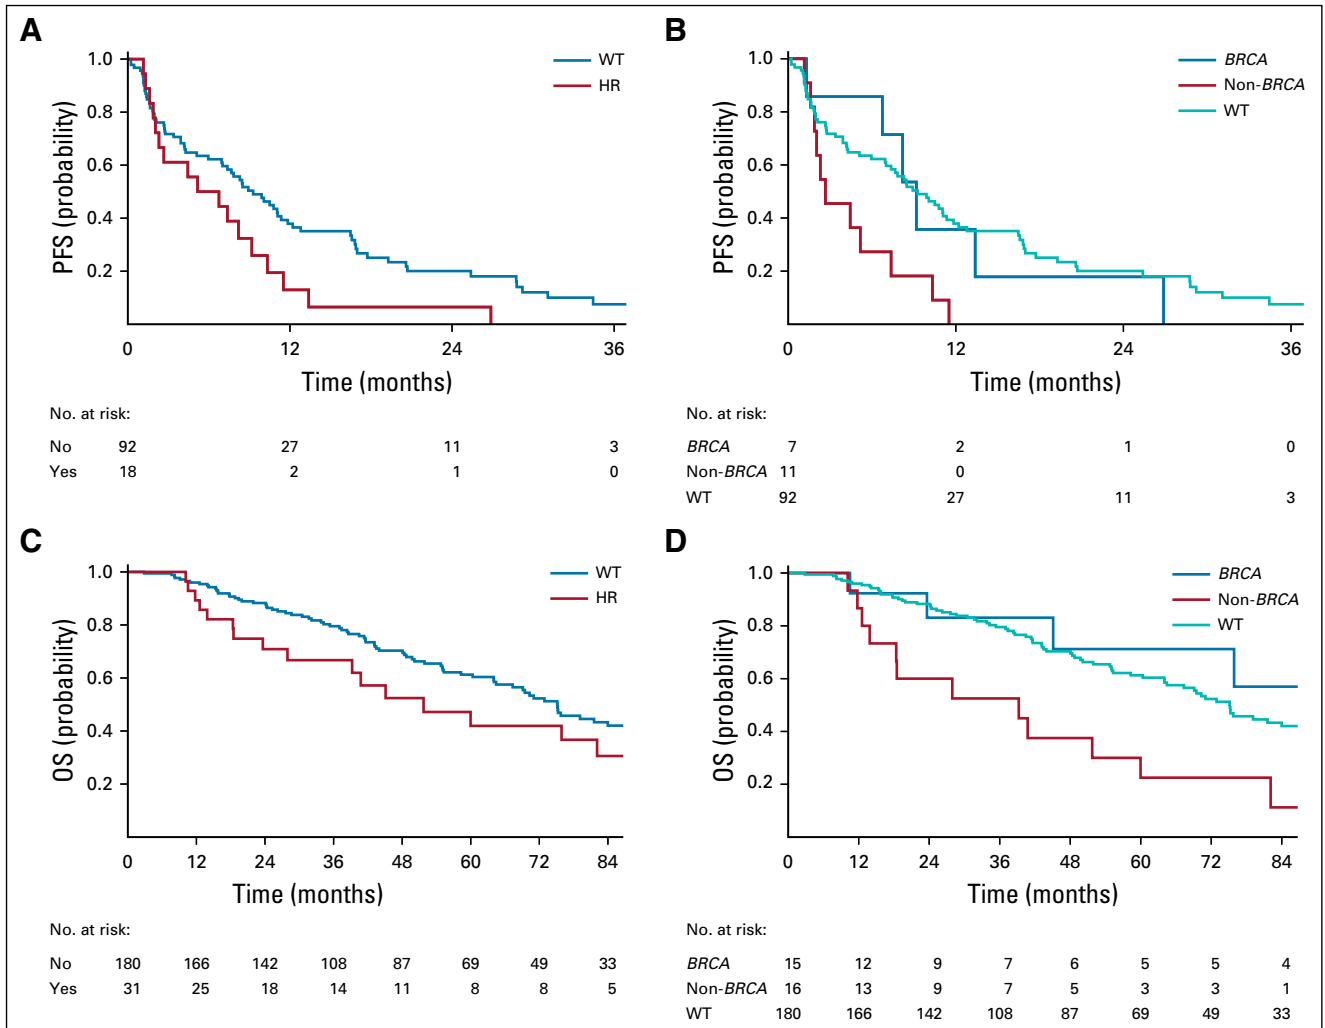 A
PFS (probability)
1.0
0.8
0.6
0.4
0.2
WT
HR
0 12 24 36
Time (months)
No. at risk:
No 92 27 11 3
Yes 18 2 1 0
B
PFS (probability)
1.0
0.8
0.6
0.4
0.2
BRCA
Non-BRCA
WT
0 12 24 36
Time (months)
No. at risk:
BRCA 7 2 1 0
Non-BRCA 11 0
WT 92 27 11 3
C
OS (probability)
1.0
0.8
0.6
0.4
0.2
WT
HR
0 12 24 36 48 60 72 84
Time (months)
No. at risk:
No 180 166 142 108 87 69 49 33
Yes 31 25 18 14 11 8 8 5
D
OS (probability)
1.0
0.8
0.6
0.4
0.2
BRCA
Non-BRCA
WT
0 12 24 36 48 60 72 84
Time (months)
No. at risk:
BRCA 15 12 9 7 6 5 5 4
Non-BRCA 16 13 9 7 5 3 3 1
WT 180 166 142 108 87 69 49 33